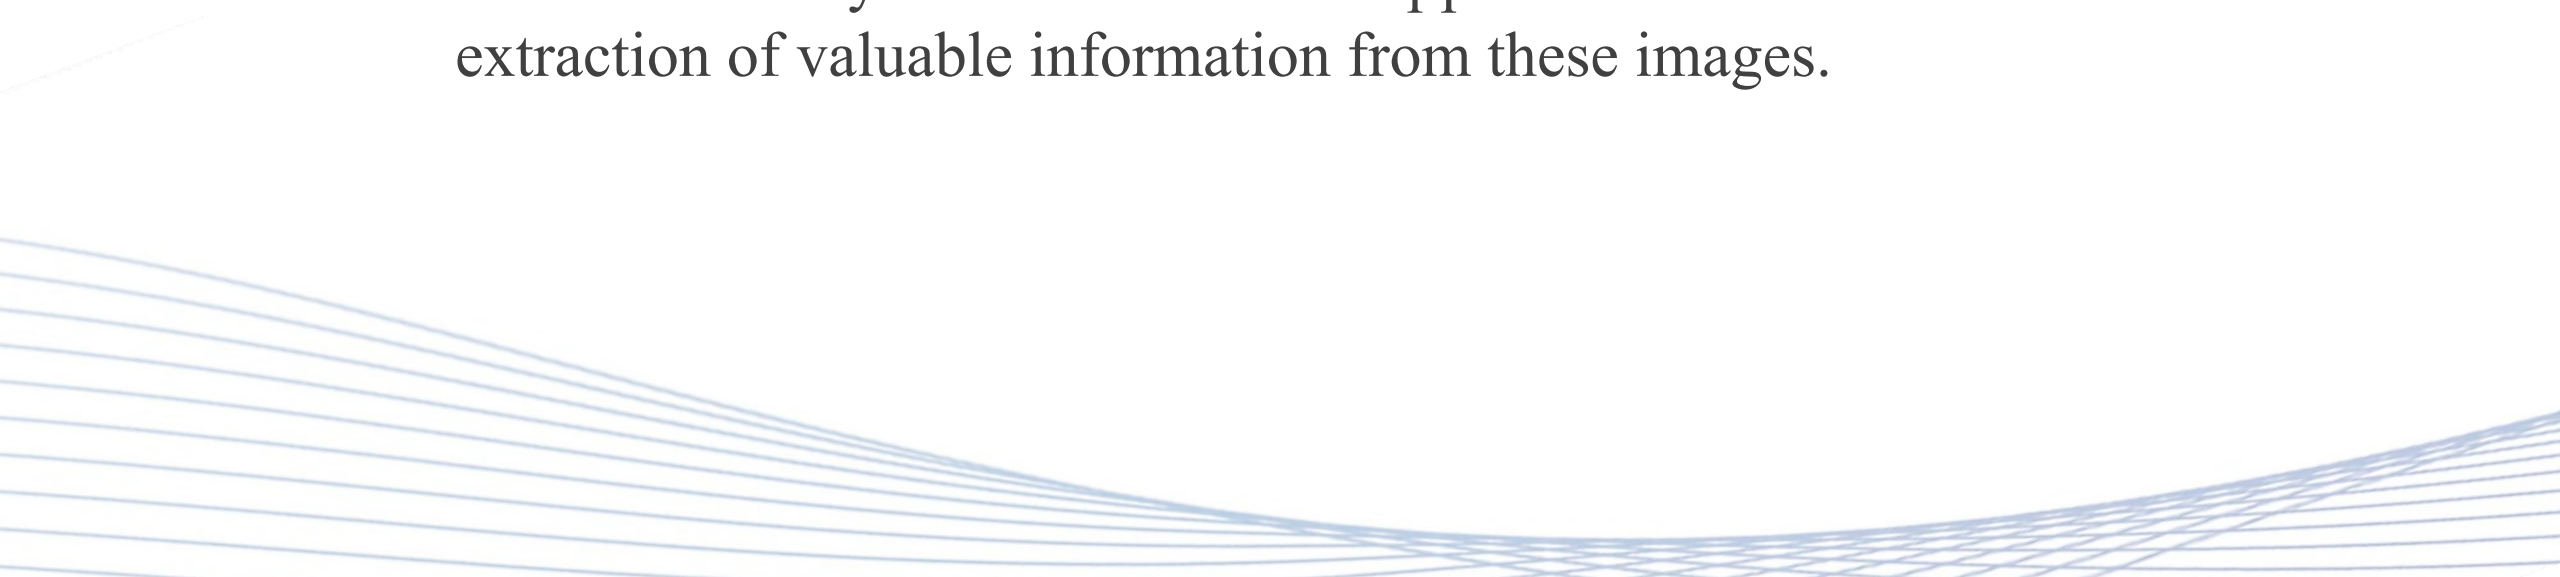 extraction of valuable information from these images.